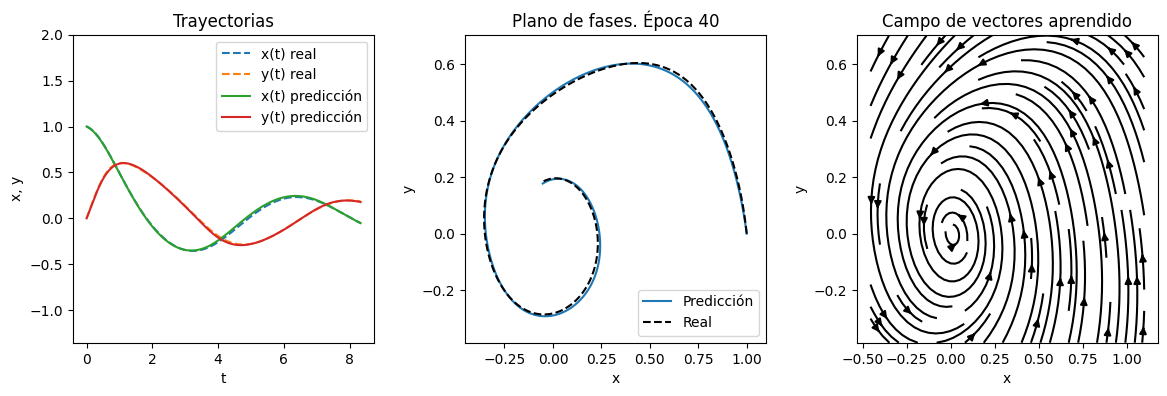 Trayectorias
x(t) real
y(t) real
x(t) predicción
y(t) predicción
2.0
1.5
1.0
0.5
0.0
−0.5
−1.0
x, y
0 2 4 6 8
t
Plano de fases. Época 40
0.6
0.4
0.2
0.0
−0.2
y
Predicción
Real
−0.25 0.00 0.25 0.50 0.75 1.00
x
Campo de vectores aprendido
0.6
0.4
0.2
0.0
−0.2
y
−0.50 −0.25 0.00 0.25 0.50 0.75 1.00
x